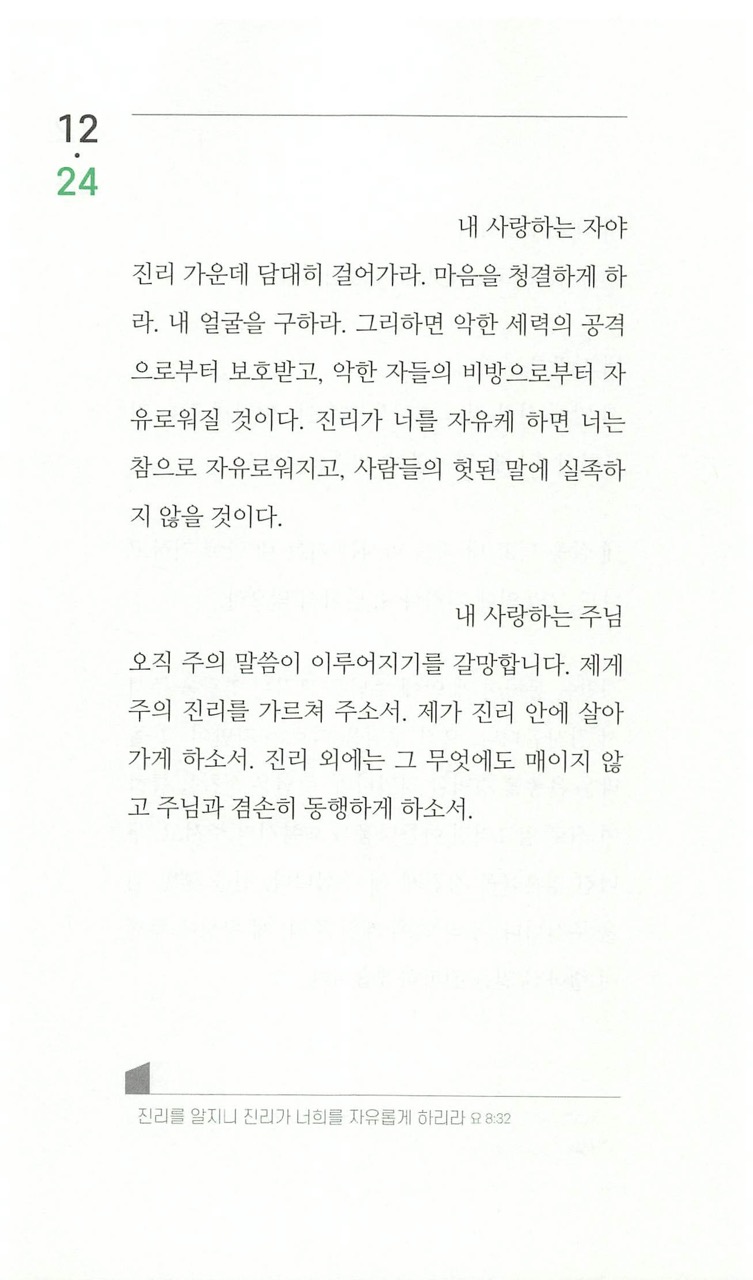 12
·
24
내 사랑하는 자야
진리 가운데 담대히 걸어가라. 마음을 청결하게 하
라. 내 얼굴을 구하라. 그리하면 악한 세력의 공격
으로부터 보호받고, 악한 자들의 비방으로부터 자
유로워질 것이다. 진리가 너를 자유케 하면 너는
참으로 자유로워지고, 사람들의 헛된 말에 실족하
지 않을 것이다.
내 사랑하는 주님
오직 주의 말씀이 이루어지기를 갈망합니다. 제게
주의 진리를 가르쳐 주소서. 제가 진리 안에 살아
가게 하소서. 진리 외에는 그 무엇에도 매이지 않
고 주님과 겸손히 동행하게 하소서.
진리를 알지니 진리가 너희를 자유롭게 하리라 요 8:32